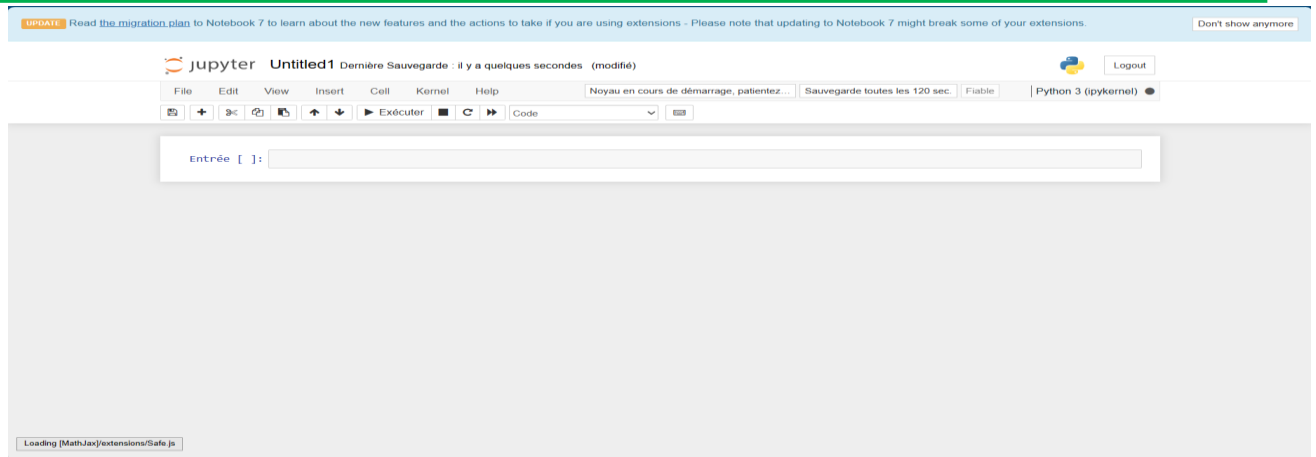 UPDATE Read the migration plan to Notebook 7 to learn about the new features and the actions to take if you are using extensions - Please note that updating to Notebook 7 might break some of your extensions. Don't show anymore
jupyter Untitled1 Dernière Sauvegarde : il y a quelques secondes (modifié) Logout
File Edit View Insert Cell Kernel Help Noyau en cours de démarrage, patientez... Sauvegarde toutes les 120 sec. Fiable Python 3 (ipykernel)
Exécuter Code
Entrée [ ]:
Loading [MathJax]/extensions/Safe.js